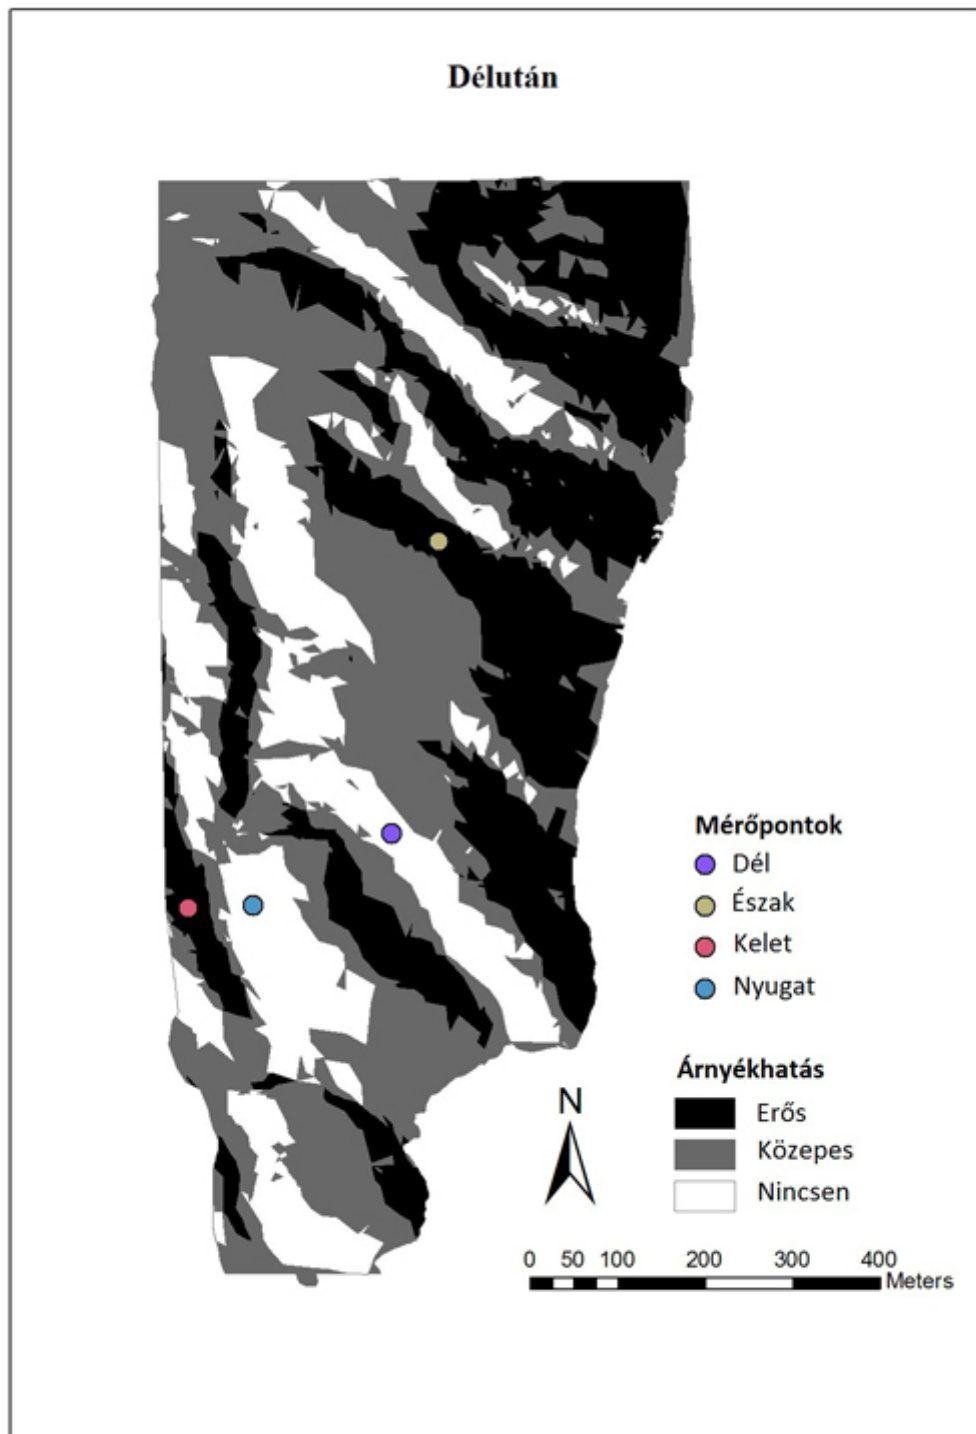 Délután
Mérőpontok
Dél
Észak
Kelet
Nyugat
Árnyékhatás
Erős
Közepes
Nincsen
N
0 50 100 200 300 400
Meters